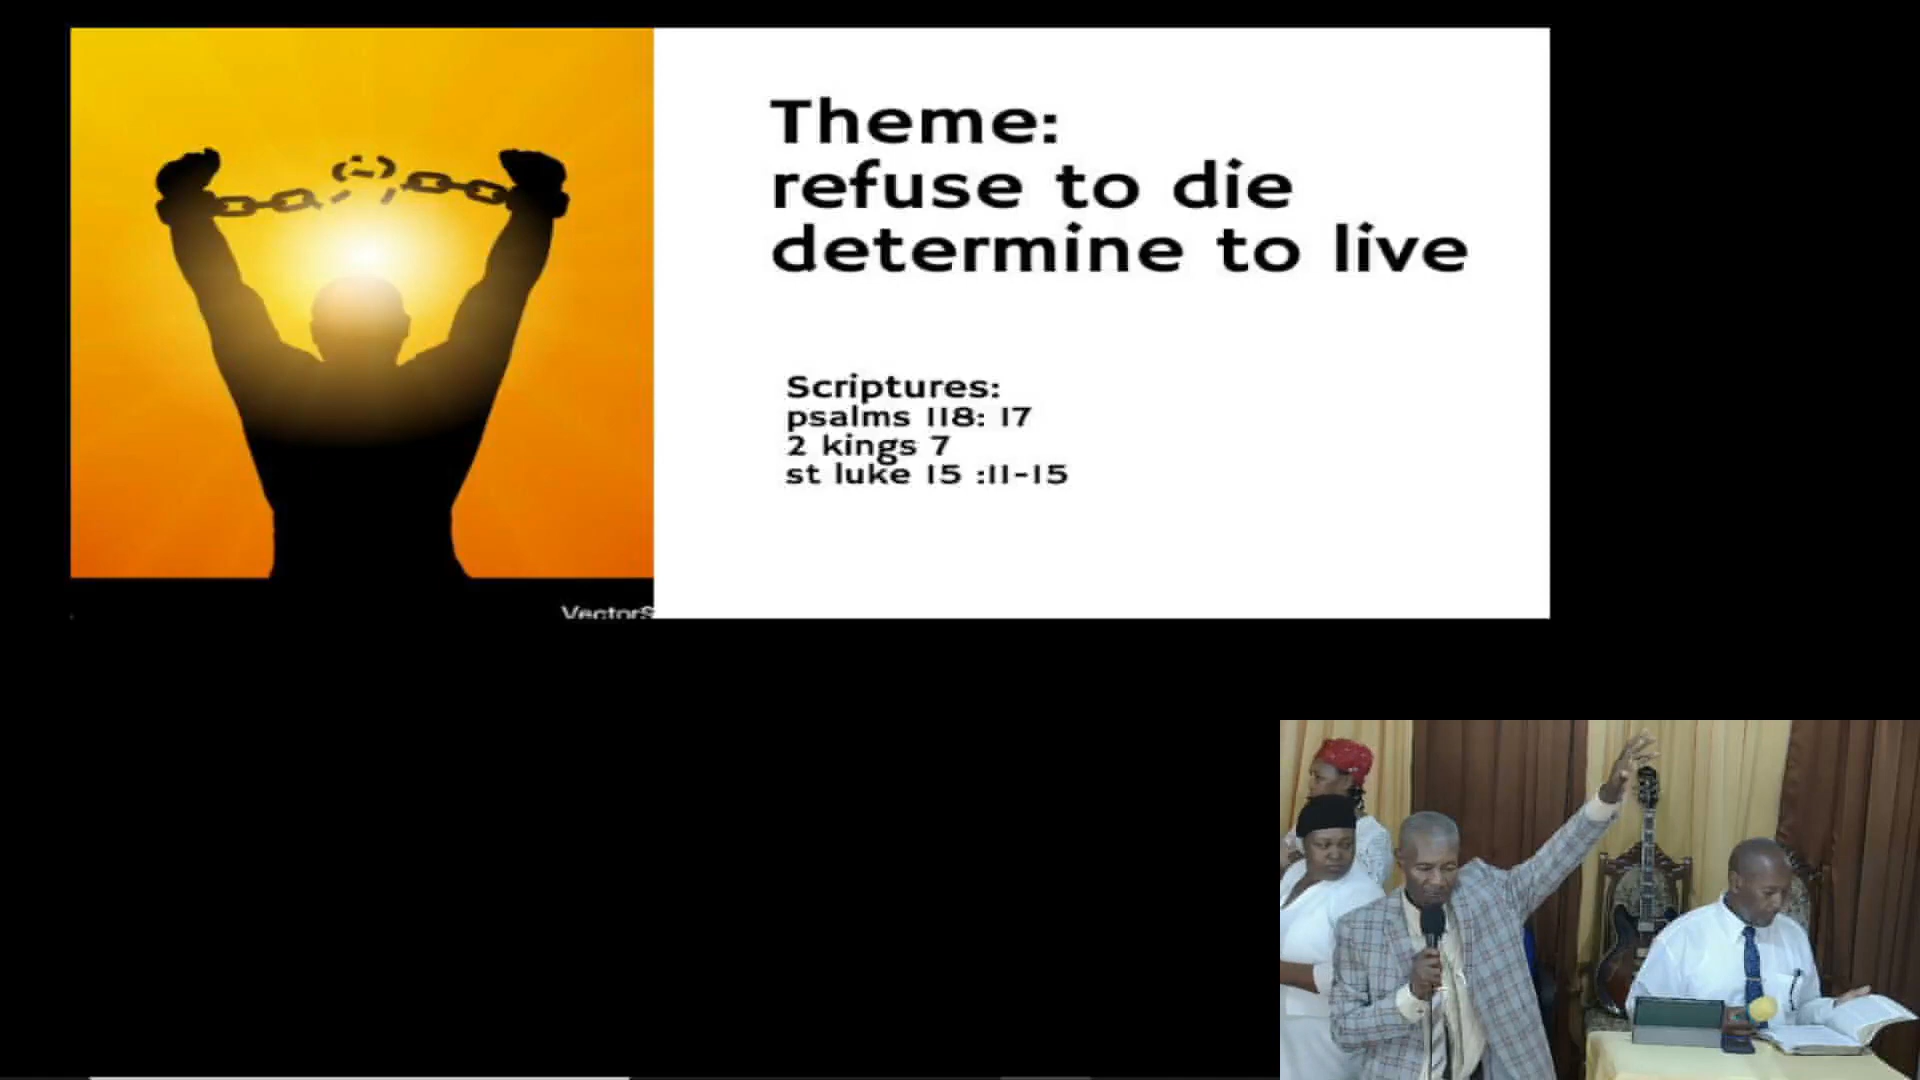 Theme:
refuse to die
determine to live
Scriptures:
psalms 118: 17
2 kings 7
st luke 15 :11-15
VectorS